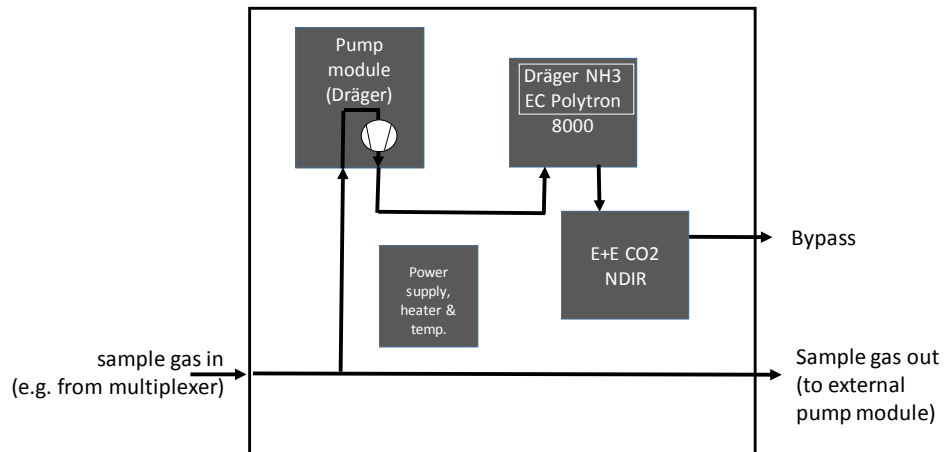 Pump
module
(Dräger)
Dräger NH3
EC Polytron
8000
E+E CO2
NDIR
Bypass
Power
supply,
heater &
temp.
sample gas in
(e.g. from multiplexer)
Sample gas out
(to external
pump module)